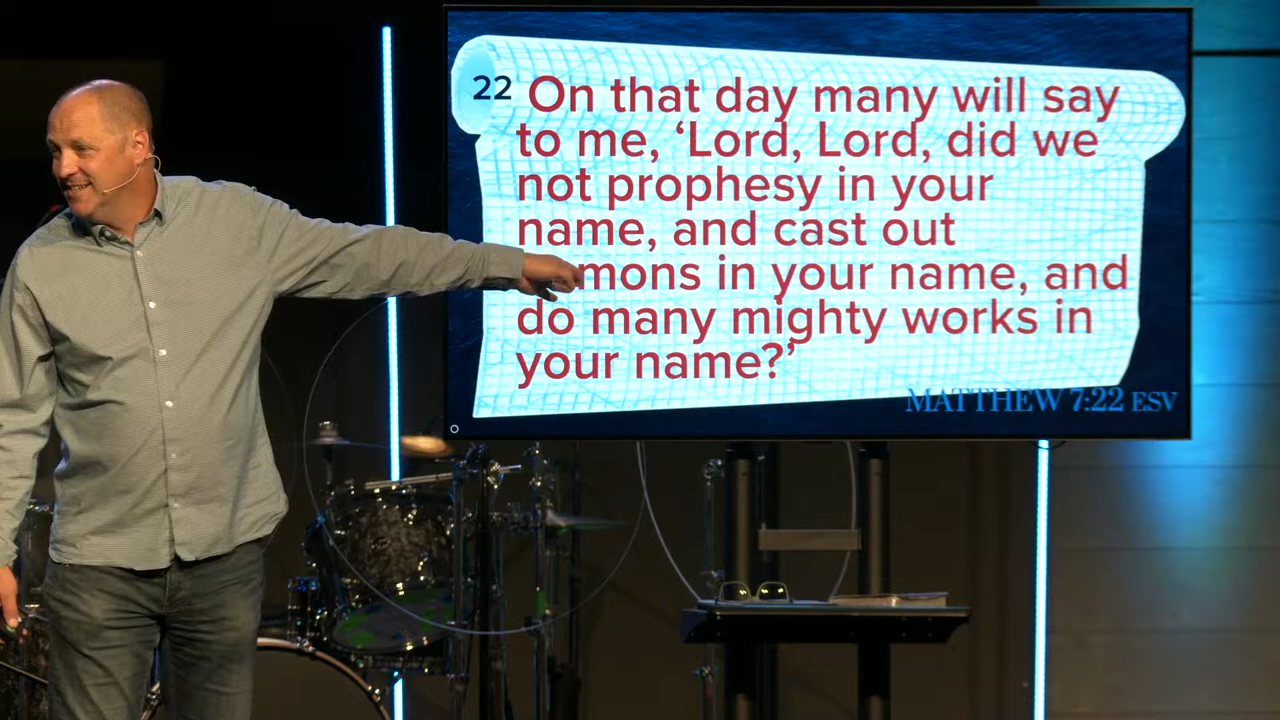 22 On that day many will say
to me, ‘Lord, Lord, did we
not prophesy in your
name, and cast out
mons in your name, and
do many mighty works in
your name?’
MATTHEW 7:22 ESV